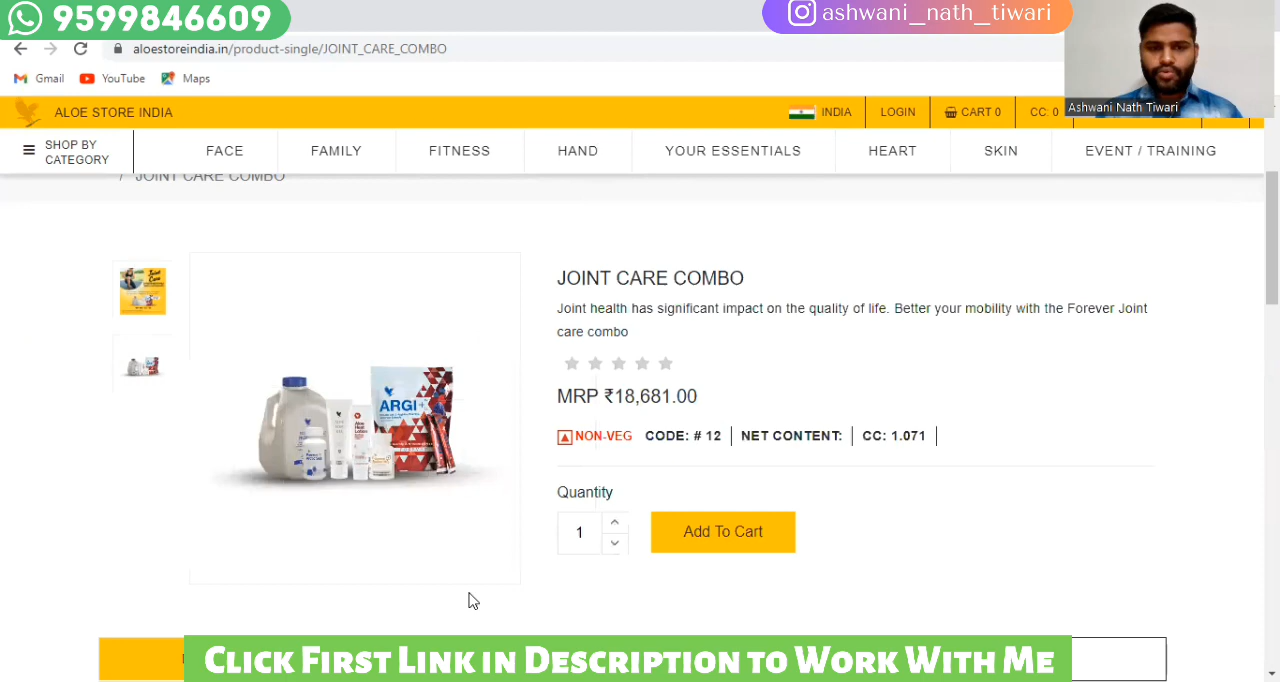 9599846609
ashwani_nath_tiwari
aloestoreindia.in/product-single/JOINT_CARE_COMBO
Gmail YouTube Maps
Ashwani Nath Tiwari
ALOE STORE INDIA
INDIA LOGIN CART 0 CC: 0
SHOP BY
CATEGORY
FACE FAMILY FITNESS HAND YOUR ESSENTIALS HEART SKIN EVENT / TRAINING
/ JOINT CARE COMBO
JOINT CARE COMBO
Joint health has significant impact on the quality of life. Better your mobility with the Forever Joint
care combo
MRP ₹18,681.00
NON-VEG CODE: # 12 NET CONTENT: CC: 1.071
Quantity
1
Add To Cart
ARGI+
CLICK FIRST LINK IN DESCRIPTION TO WORK WITH ME